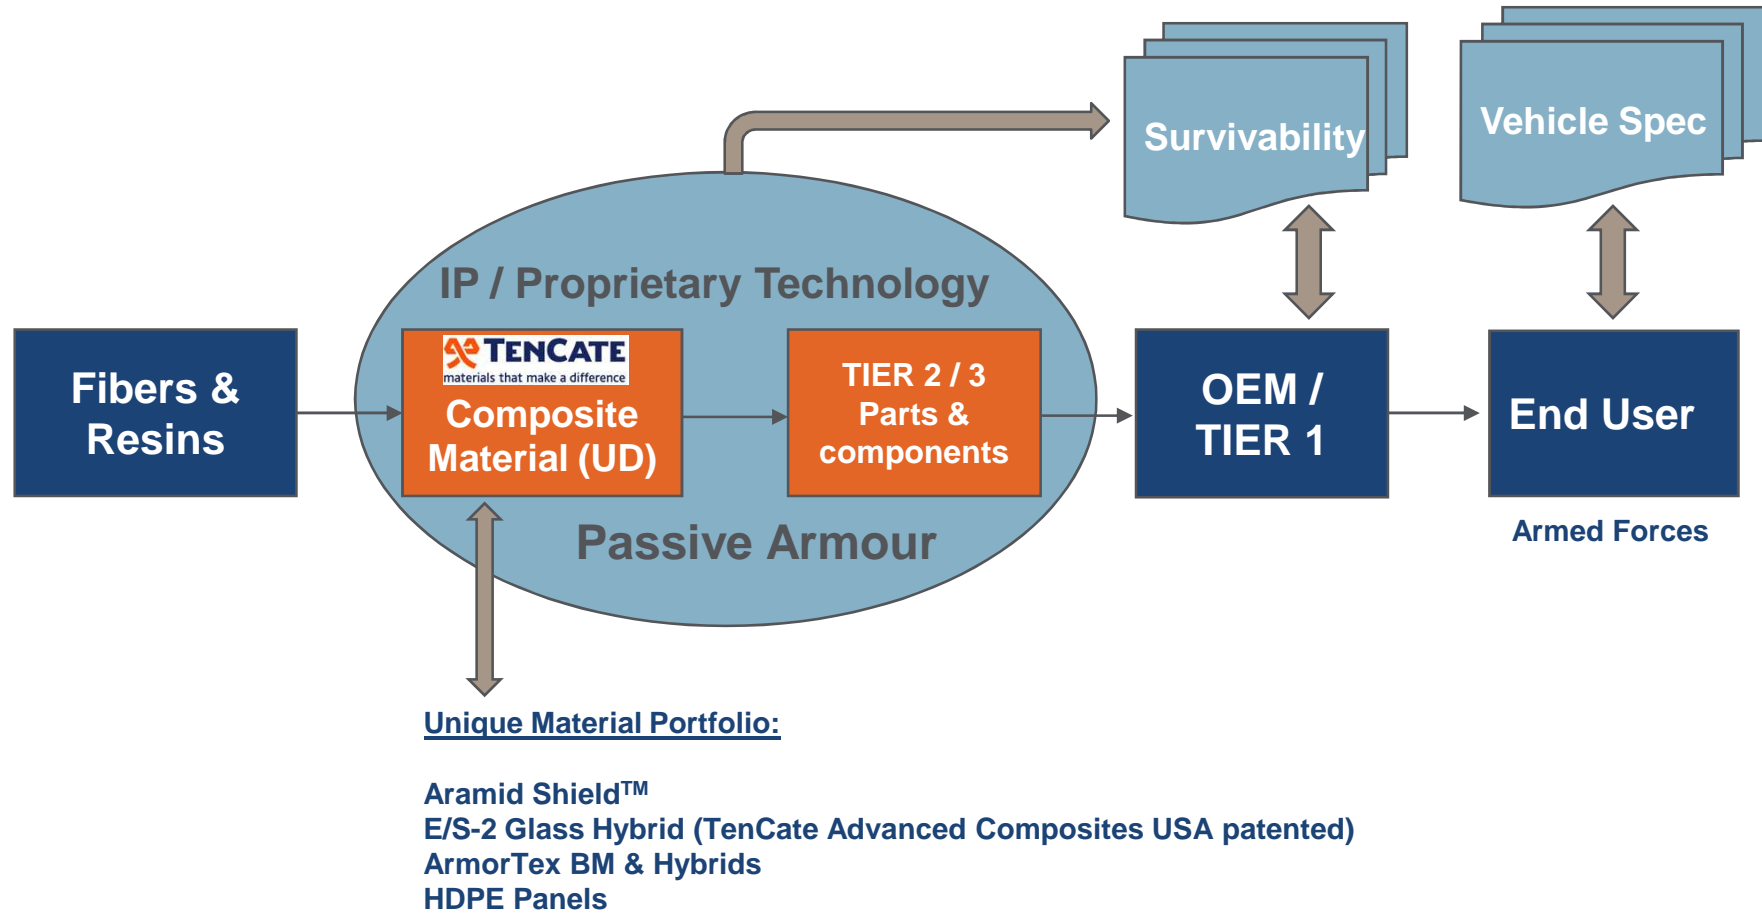 Survivability
Vehicle Spec
IP / Proprietary Technology
Fibers &
Resins
TENCATE
materials that make a difference
Composite
Material (UD)
TIER 2 / 3
Parts &
components
OEM /
TIER 1
End User
Passive Armour
Armed Forces
Unique Material Portfolio:
Aramid Shield™
E/S-2 Glass Hybrid (TenCate Advanced Composites USA patented)
ArmorTex BM & Hybrids
HDPE Panels